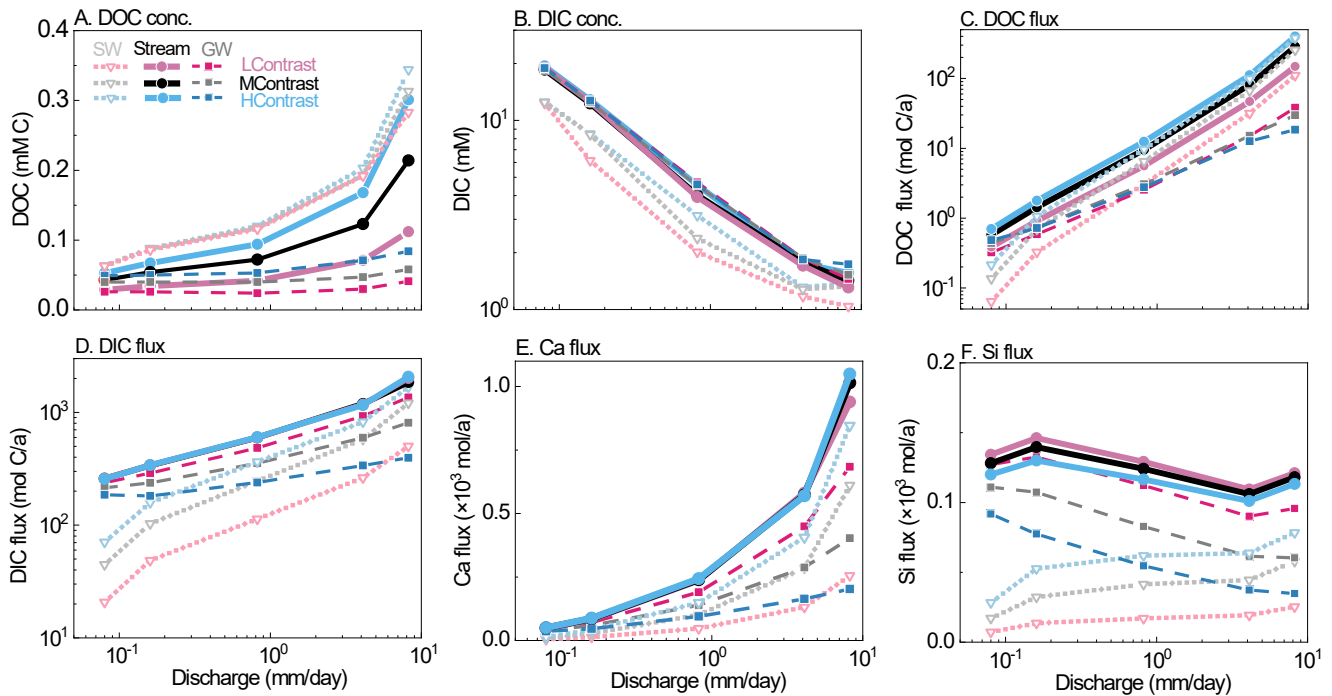 A. DOC conc.
SW Stream GW
LContrast
MContrast
HContrast
0.4
0.3
0.2
0.1
0.0
DOC (mM C)
B. DIC conc.
10¹
10⁰
DIC (mM)
C. DOC flux
10²
10¹
10⁰
10⁻¹
DOC flux (mol C/a)
D. DIC flux
10³
10²
10¹
DIC flux (mol C/a)
10⁻¹ 10⁰ 10¹
Discharge (mm/day)
E. Ca flux
1.0
0.5
0.0
Ca flux (×10³ mol/a)
10⁻¹ 10⁰ 10¹
Discharge (mm/day)
F. Si flux
0.2
0.1
0.0
Si flux (×10³ mol/a)
10⁻¹ 10⁰ 10¹
Discharge (mm/day)